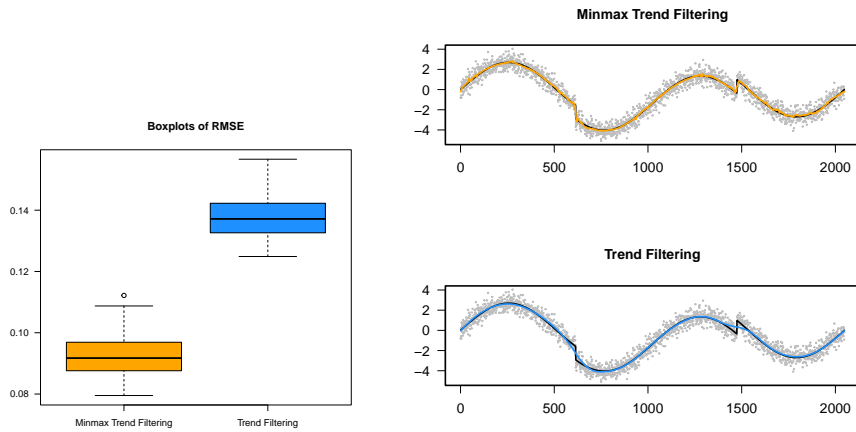 Boxplots of RMSE
0.14
0.12
0.10
0.08
Minmax Trend Filtering Trend Filtering
Minmax Trend Filtering
4
2
0
−2
−4
0 500 1000 1500 2000
Trend Filtering
4
2
0
−2
−4
0 500 1000 1500 2000